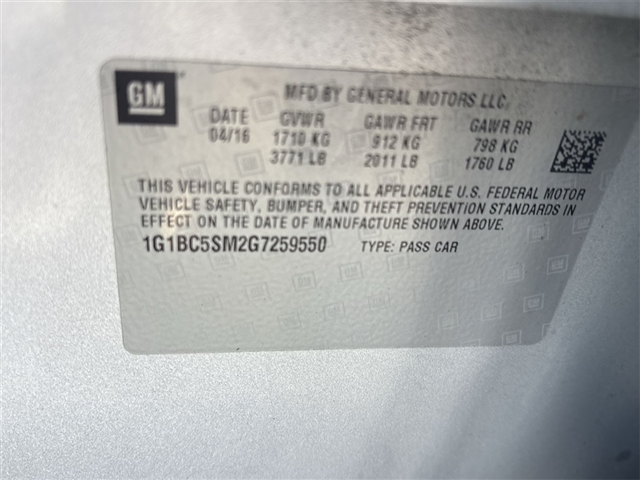 GM
MFD BY GENERAL MOTORS LLC
DATE GVWR GAWR FRT GAWR RR
04/16 1710 KG 912 KG 798 KG
3771 LB 2011 LB 1760 LB
THIS VEHICLE CONFORMS TO ALL APPLICABLE U.S. FEDERAL MOTOR
VEHICLE SAFETY, BUMPER, AND THEFT PREVENTION STANDARDS IN
EFFECT ON THE DATE OF MANUFACTURE SHOWN ABOVE.
1G1BC5SM2G7259550 TYPE: PASS CAR